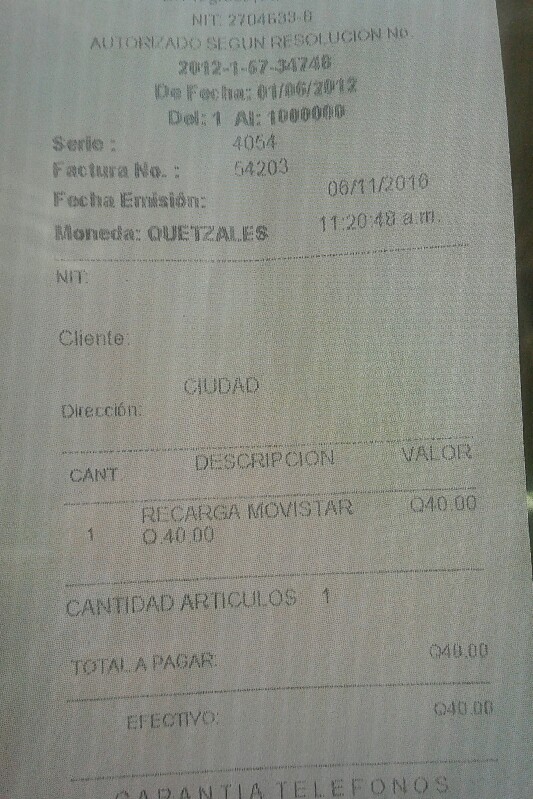 NIT: 2704633-8
AUTORIZADO SEGUN RESOLUCION No.
2012-1-57-34746
De Fecha: 01/06/2012
Del: 1 Al: 1000000
Serie : 4054
Factura No. : 54203
Fecha Emisión: 06/11/2016
Moneda: QUETZALES 11:20:48 a.m.
NIT:
Cliente:
CIUDAD
Dirección:
CANT DESCRIPCION VALOR
1 RECARGA MOVISTAR Q40.00
Q.40.00
CANTIDAD ARTICULOS 1
TOTAL A PAGAR: Q40.00
EFECTIVO: Q40.00
GARANTIA TELEFONOS